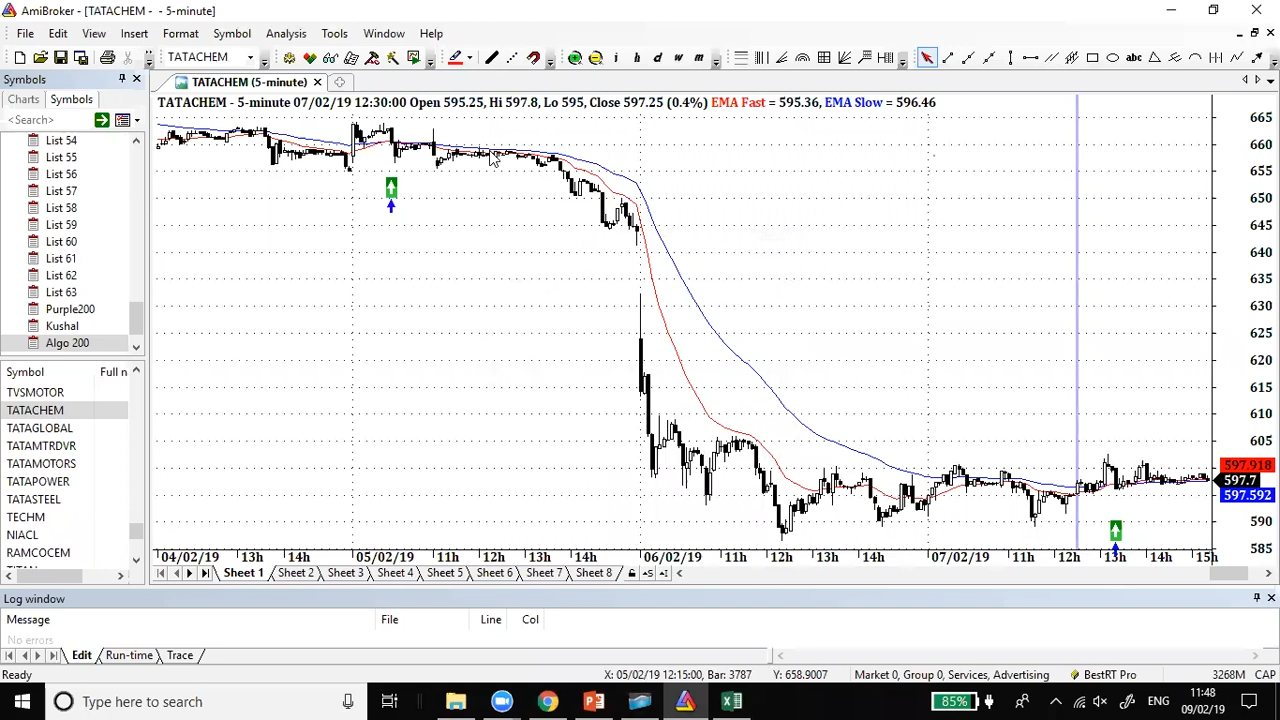 AmiBroker - [TATACHEM - - 5-minute]
File Edit View Insert Format Symbol Analysis Tools Window Help
TATACHEM
i h d w m
abc
Symbols
TATACHEM (5-minute)
Charts Symbols
<Search>
TATACHEM - 5-minute 07/02/19 12:30:00 Open 595.25, Hi 597.8, Lo 595, Close 597.25 (0.4%) EMA Fast = 595.36, EMA Slow = 596.46
List 54
List 55
List 56
List 57
List 58
List 59
List 60
List 61
List 62
List 63
Purple200
Kushal
Algo 200
Symbol Full n
TVSMOTOR
TATACHEM
TATAGLOBAL
TATAMTRDVR
TATAMOTORS
TATAPOWER
TATASTEEL
TECHM
NIACL
RAMCOCEM
665
660
655
650
645
640
635
630
625
620
615
610
605
597.918
597.7
597.592
590
585
04/02/19 13h 14h 05/02/19 11h 12h 13h 14h 06/02/19 11h 12h 13h 14h 07/02/19 11h 12h 13h 14h 15h
Sheet 1 Sheet 2 Sheet 3 Sheet 4 Sheet 5 Sheet 6 Sheet 7 Sheet 8
Log window
Message File Line Col
No errors
Edit Run-time Trace
Ready X: 05/02/19 12:15:00, Bar: 3787 Y: 658.9007 Market 0, Group 0, Services, Advertising BestRT Pro 3268M CAP
Type here to search
85%
ENG
11:48
09/02/19